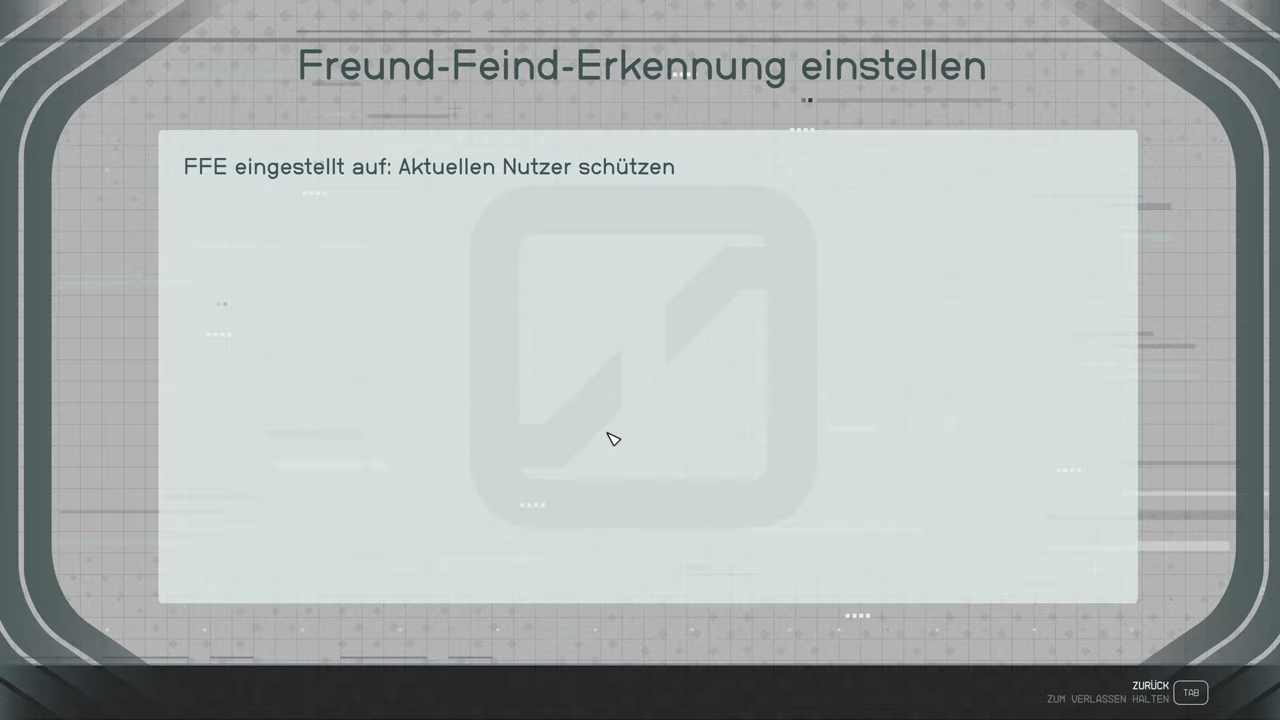 Freund-Feind-Erkennung einstellen
FFE eingestellt auf: Aktuellen Nutzer schützen
ZURÜCK
ZUM VERLASSEN HALTEN TAB